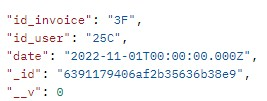 "id_invoice": "3F",
"id_user": "25C",
"date": "2022-11-01T00:00:00.000Z",
"_id": "6391179406af2b35636b38e9",
"__v": 0